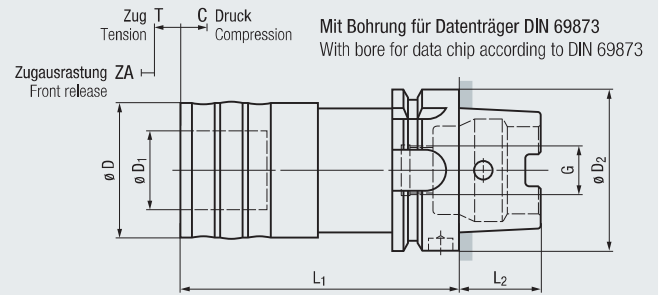 Zug T C Druck
Tension Compression
Mit Bohrung für Datenträger DIN 69873
With bore for data chip according to DIN 69873
Zugausrastung ZA
Front release
ø D
ø D1
G
ø D2
L1
L2